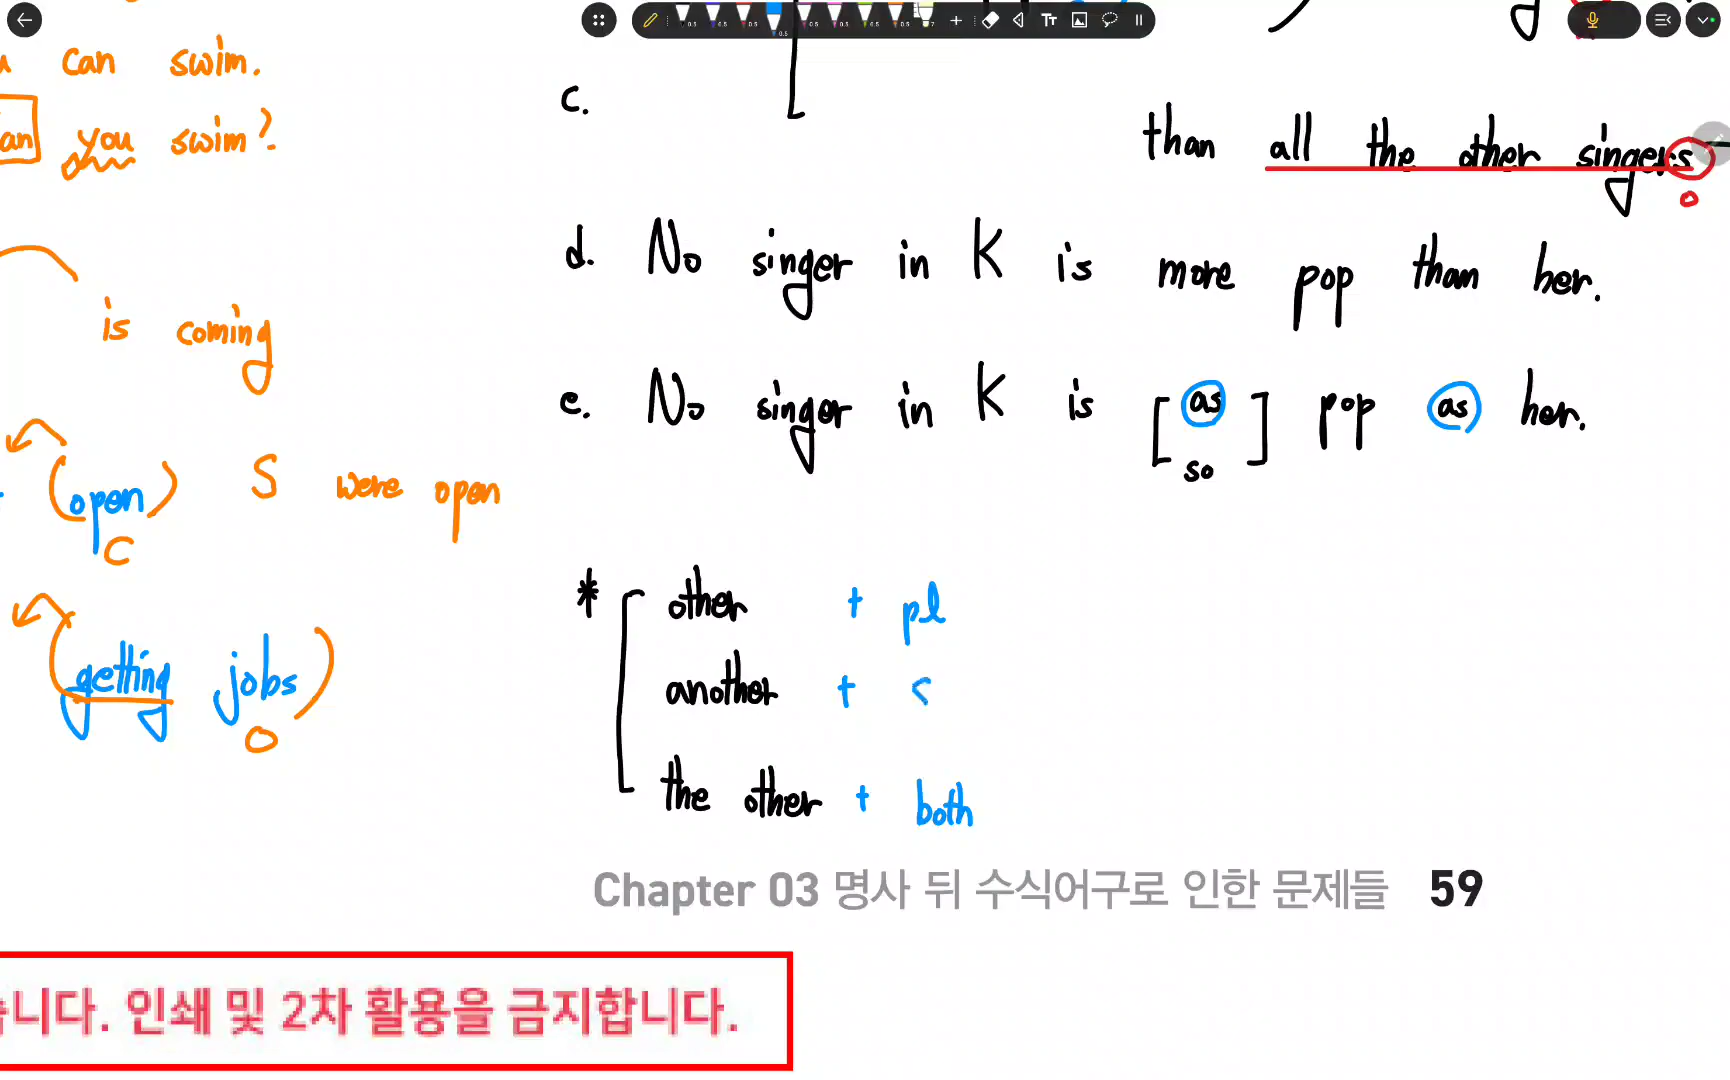 can swim.
an you swim?
is coming
(open) S were open
C
(getting jobs)
O
c.
than all the other singers
d. No singer in K is more pop than her.
e. No singer in K is [as] pop as her.
so
* other + pl
another + s
the other + both
Chapter 03 명사 뒤 수식어구로 인한 문제들 59
습니다. 인쇄 및 2차 활용을 금지합니다.